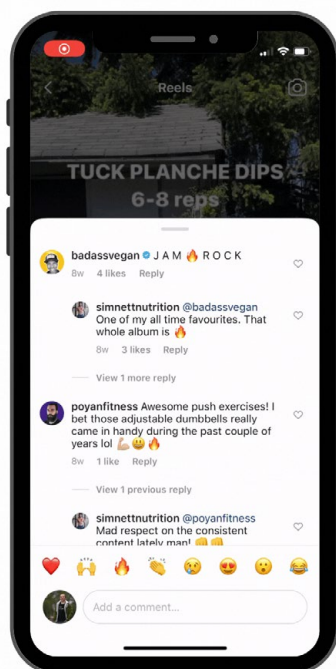 Reels
TUCK PLANCHE DIPS
6-8 reps
badassvegan J A M 🔥 R O C K
8w 4 likes Reply
simnettnutrition @badassvegan
One of my all time favourites. That
whole album is 🔥
8w 3 likes Reply
View 1 more reply
poyanfitness Awesome push exercises! I
bet those adjustable dumbbells really
came in handy during the past couple of
years lol 💪🏼😃🔥
8w 1 like Reply
View 1 previous reply
simnettnutrition @poyanfitness
Mad respect on the consistent
content lately man! 👊👊
❤️🙌🔥👏😢😍😮😂
Add a comment...